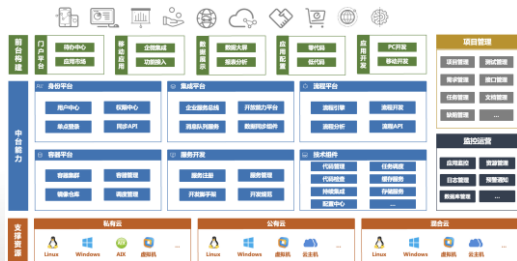 前台构建
门户平台
待办中心
应用市场
移动应用
企微集成
功能接入
数据展示
数据大屏
报表分析
应用配置
零代码
低代码
应用开发
PC开发
移动开发
项目管理
项目管理
测试管理
需求管理
接口管理
任务管理
文档管理
缺陷管理
...
中台能力
身份平台
用户中心
权限中心
单点登录
同步API
集成平台
企业服务总线
开放能力平台
消息队列服务
数据同步组件
流程平台
流程引擎
流程开发
流程分析
流程API
容器平台
容器集群
容器管理
镜像仓库
调度管理
服务开发
服务注册
服务管理
开发脚手架
开发规范
技术组件
代码管理
任务调度
代码检查
缓存服务
持续集成
存储服务
配置中心
...
监控运营
应用监控
资源管理
日志管理
预警通知
数据库管理
...
支撑资源
私有云
Linux
Windows
AIX
虚拟机
...
公有云
Linux
Windows
虚拟机
云主机
...
混合云
Linux
Windows
虚拟机
云主机
...